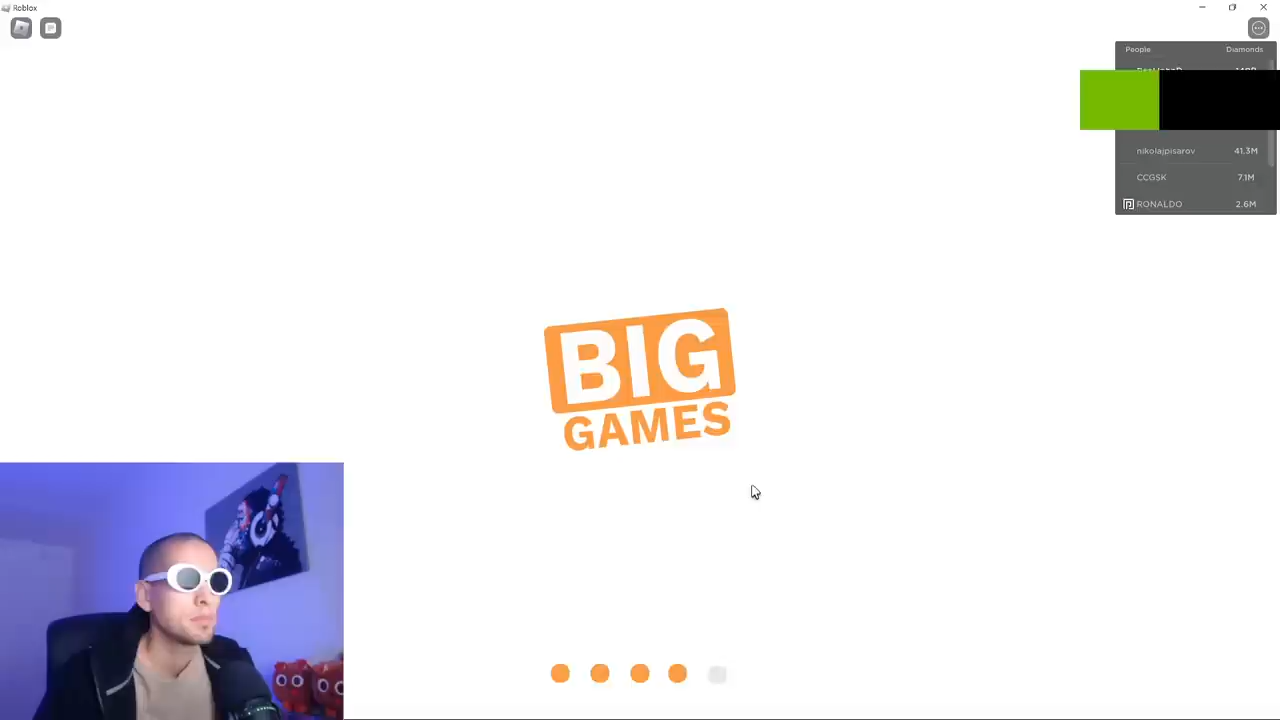 Roblox
People Diamonds
nikolajpisarov 41.3M
CCGSK 7.1M
RONALDO 2.6M
BIG
GAMES